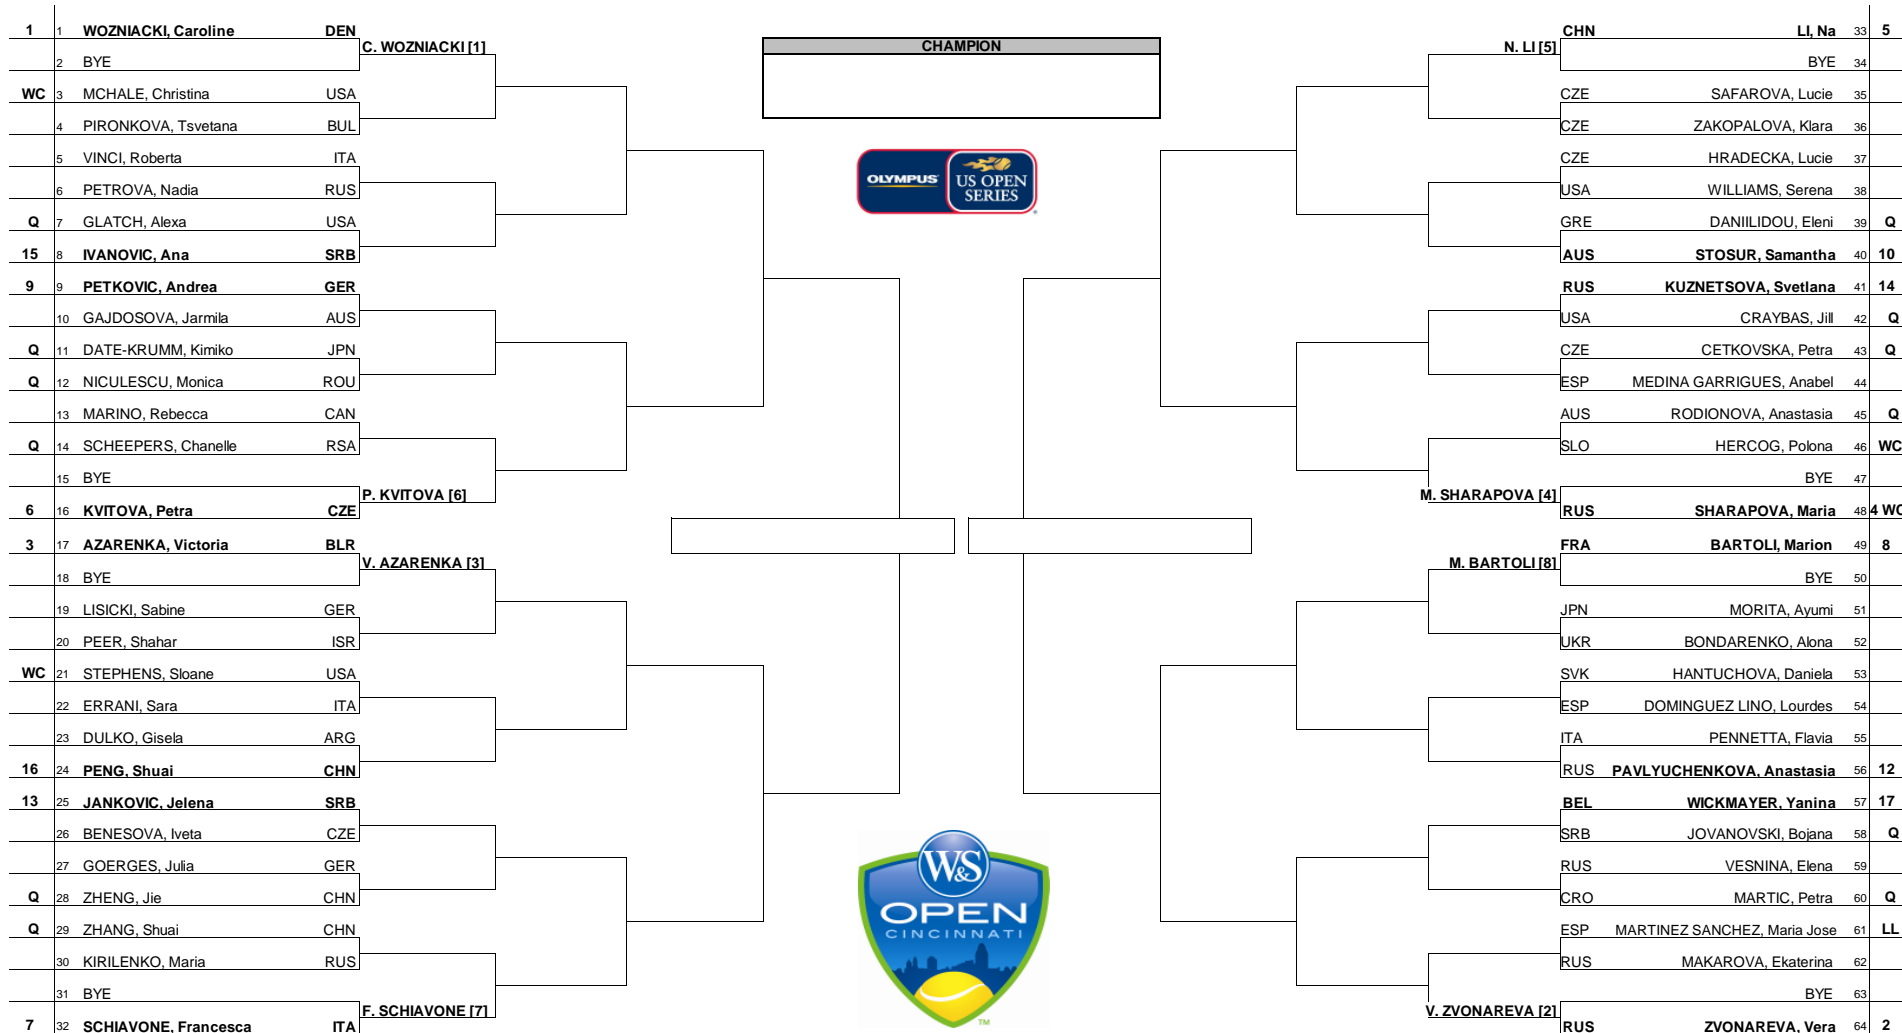 1 1 WOZNIACKI, Caroline DEN
C. WOZNIACKI [1]
2 BYE
WC 3 MCHALE, Christina USA
4 PIRONKOVA, Tsvetana BUL
5 VINCI, Roberta ITA
6 PETROVA, Nadia RUS
Q 7 GLATCH, Alexa USA
15 8 IVANOVIC, Ana SRB
9 9 PETKOVIC, Andrea GER
10 GAJDOSOVA, Jarmila AUS
Q 11 DATE-KRUMM, Kimiko JPN
Q 12 NICULESCU, Monica ROU
13 MARINO, Rebecca CAN
Q 14 SCHEEPERS, Chanelle RSA
15 BYE
P. KVITOVA [6]
6 16 KVITOVA, Petra CZE
3 17 AZARENKA, Victoria BLR
V. AZARENKA [3]
18 BYE
19 LISICKI, Sabine GER
20 PEER, Shahar ISR
WC 21 STEPHENS, Sloane USA
22 ERRANI, Sara ITA
23 DULKO, Gisela ARG
16 24 PENG, Shuai CHN
13 25 JANKOVIC, Jelena SRB
26 BENESOVA, Iveta CZE
27 GOERGES, Julia GER
Q 28 ZHENG, Jie CHN
Q 29 ZHANG, Shuai CHN
30 KIRILENKO, Maria RUS
31 BYE
F. SCHIAVONE [7]
7 32 SCHIAVONE, Francesca ITA
CHAMPION
OLYMPUS US OPEN
SERIES
W&S
OPEN
CINCINNATI
TM
CHN LI, Na 33 5
N. LI [5]
BYE 34
CZE SAFAROVA, Lucie 35
CZE ZAKOPALOVA, Klara 36
CZE HRADECKA, Lucie 37
USA WILLIAMS, Serena 38
GRE DANIILIDOU, Eleni 39 Q
AUS STOSUR, Samantha 40 10
RUS KUZNETSOVA, Svetlana 41 14
USA CRAYBAS, Jill 42 Q
CZE CETKOVSKA, Petra 43 Q
ESP MEDINA GARRIGUES, Anabel 44
AUS RODIONOVA, Anastasia 45 Q
SLO HERCOG, Polona 46 WC
BYE 47
M. SHARAPOVA [4]
RUS SHARAPOVA, Maria 48 4 WC
FRA BARTOLI, Marion 49 8
M. BARTOLI [8]
BYE 50
JPN MORITA, Ayumi 51
UKR BONDARENKO, Alona 52
SVK HANTUCHOVA, Daniela 53
ESP DOMINGUEZ LINO, Lourdes 54
ITA PENNETTA, Flavia 55
RUS PAVLYUCHENKOVA, Anastasia 56 12
BEL WICKMAYER, Yanina 57 17
SRB JOVANOVSKI, Bojana 58 Q
RUS VESNINA, Elena 59
CRO MARTIC, Petra 60 Q
ESP MARTINEZ SANCHEZ, Maria Jose 61 LL
RUS MAKAROVA, Ekaterina 62
BYE 63
V. ZVONAREVA [2]
RUS ZVONAREVA, Vera 64 2